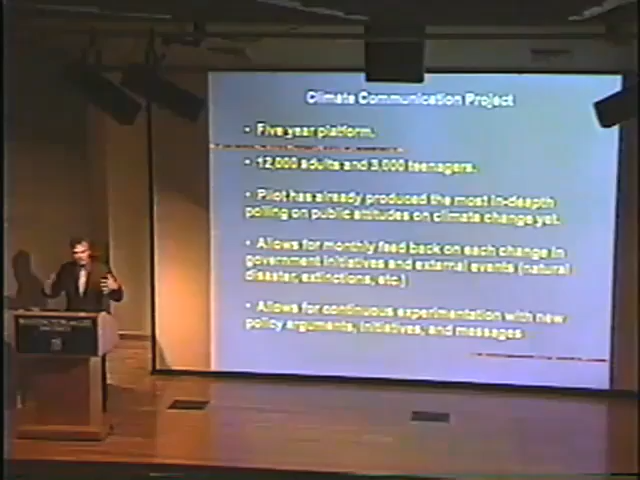 Climate Communication Project
• Five year platform.
• 12,000 adults and 3,000 teenagers.
• Pilot has already produced the most in-deapth
polling on public attitudes on climate change yet.
• Allows for monthly feed back on each change in
government initiatives and external events (natural
disaster, extinctions, etc.)
• Allows for continuous experimentation with new
policy arguments, initiatives, and messages